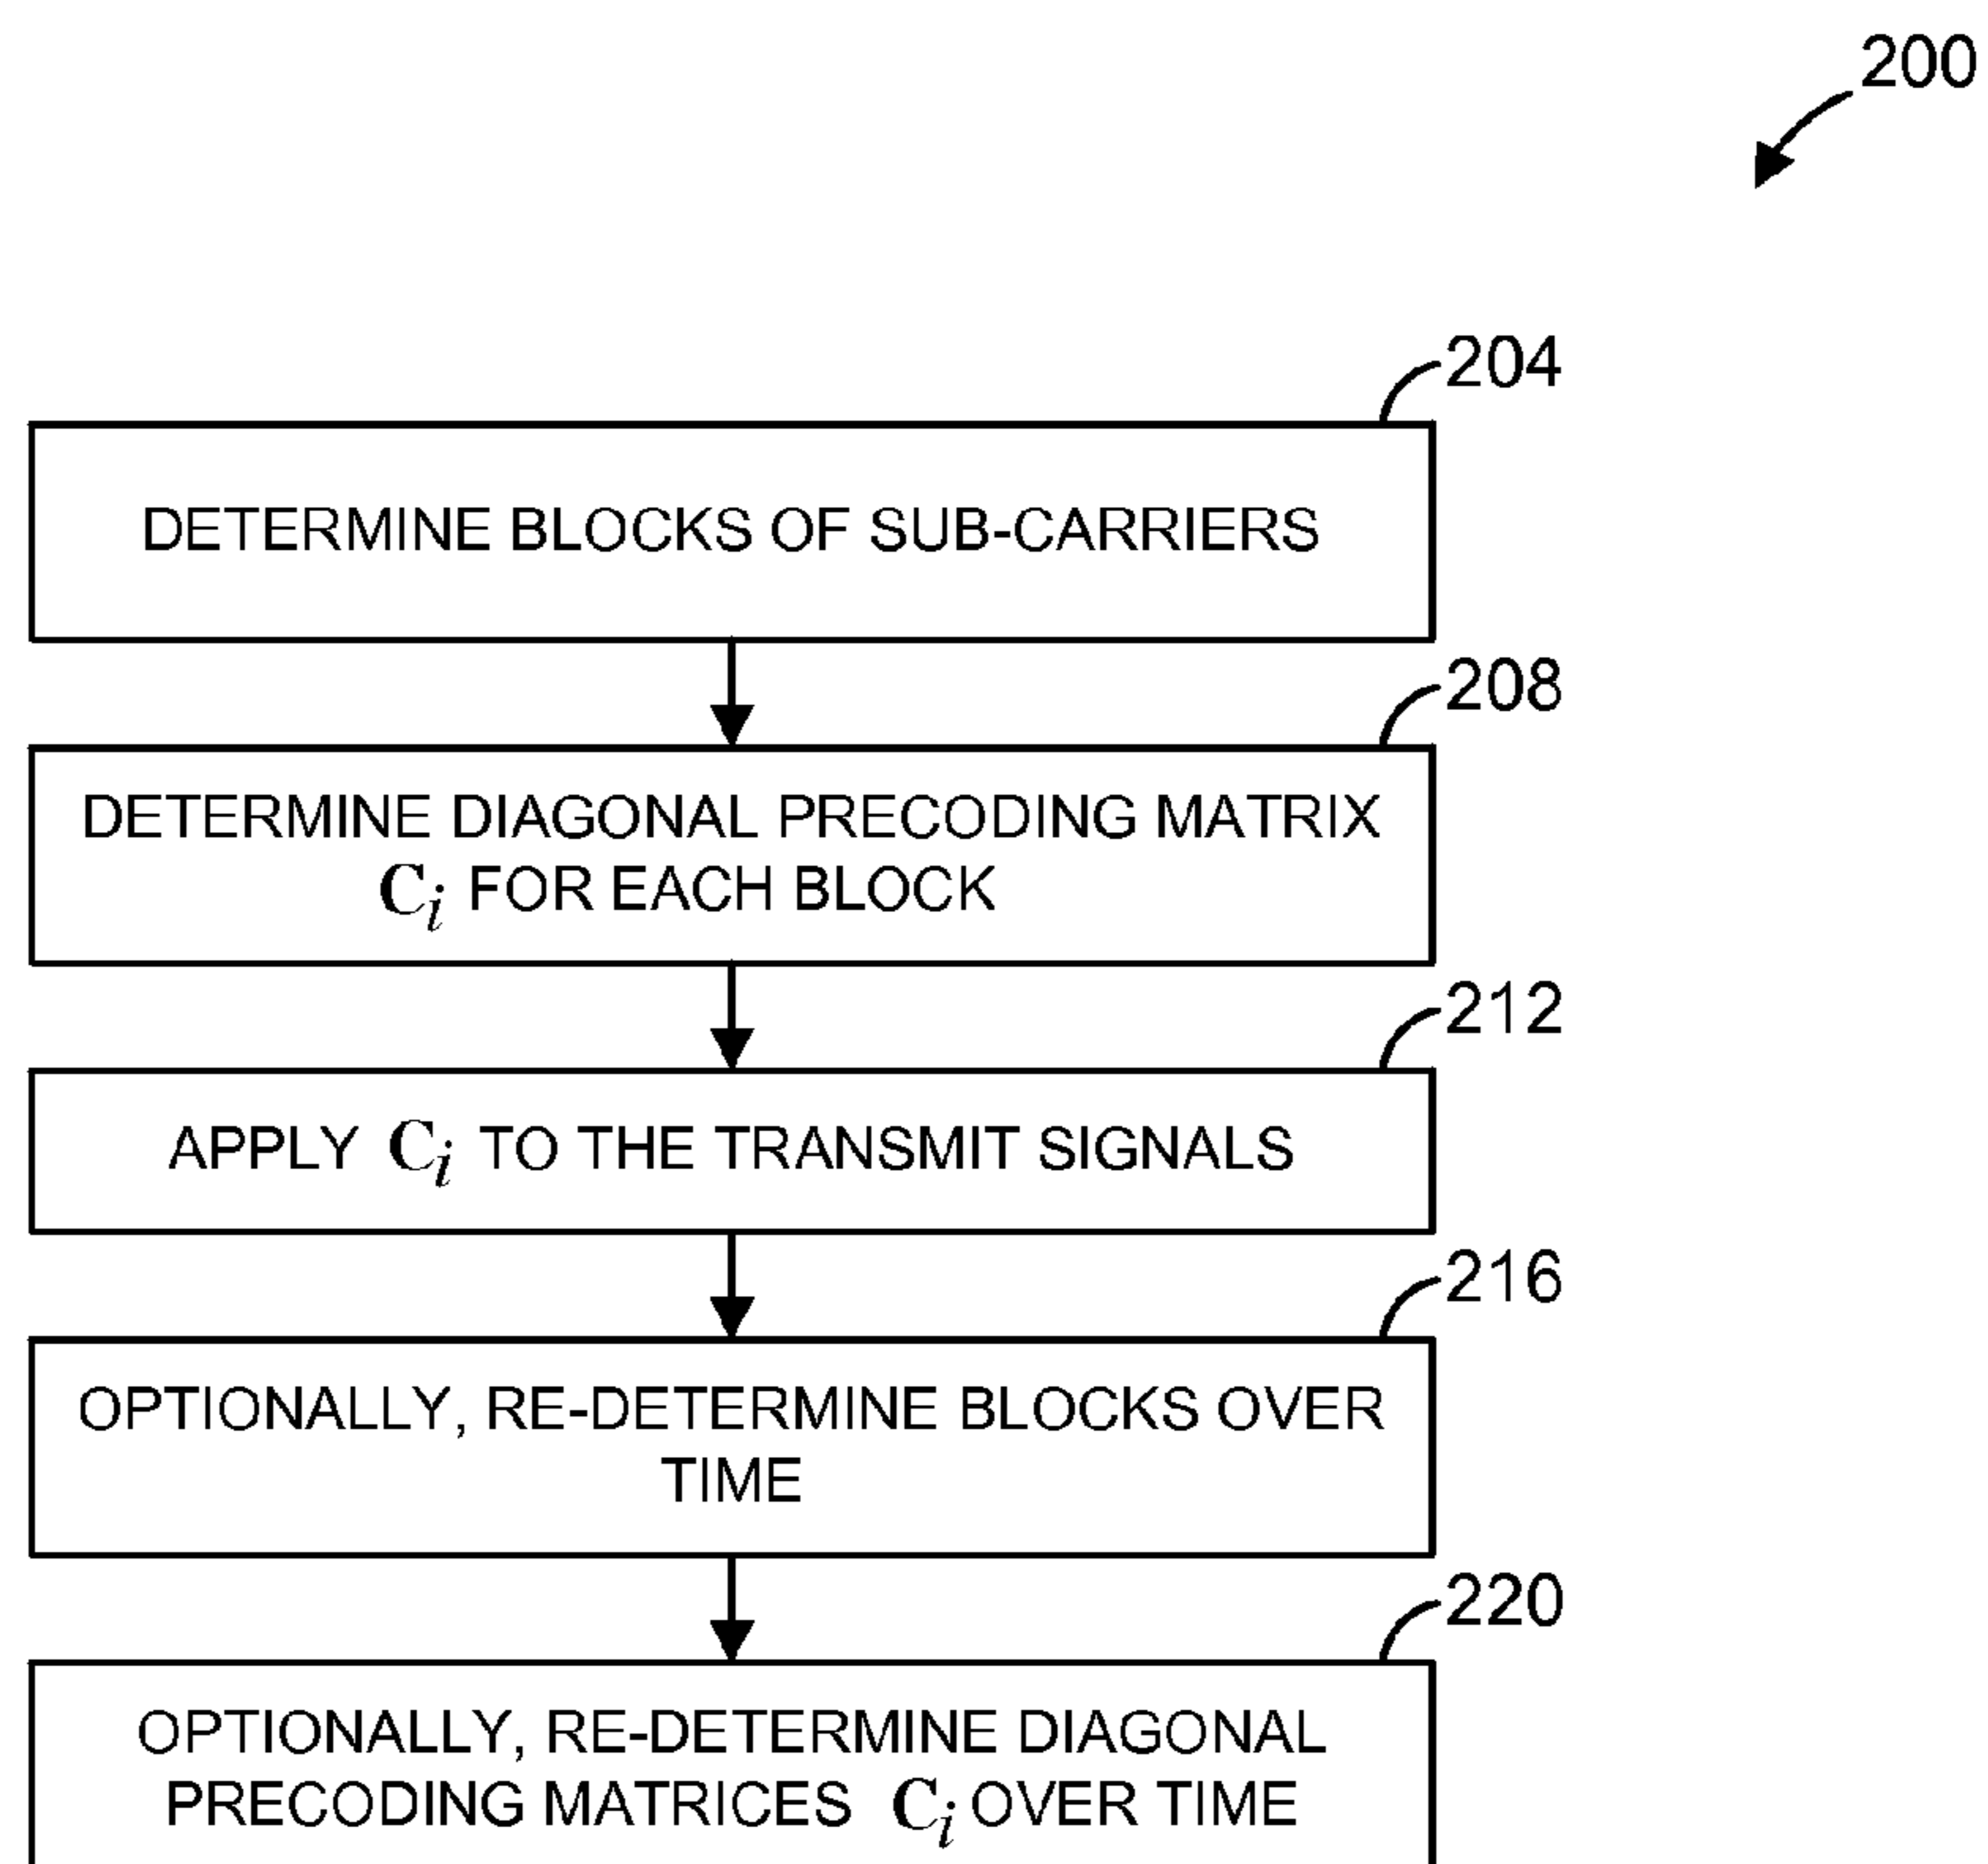 200
204
DETERMINE BLOCKS OF SUB-CARRIERS
208
DETERMINE DIAGONAL PRECODING MATRIX
Ci FOR EACH BLOCK
212
APPLY Ci TO THE TRANSMIT SIGNALS
216
OPTIONALLY, RE-DETERMINE BLOCKS OVER
TIME
220
OPTIONALLY, RE-DETERMINE DIAGONAL
PRECODING MATRICES Ci OVER TIME